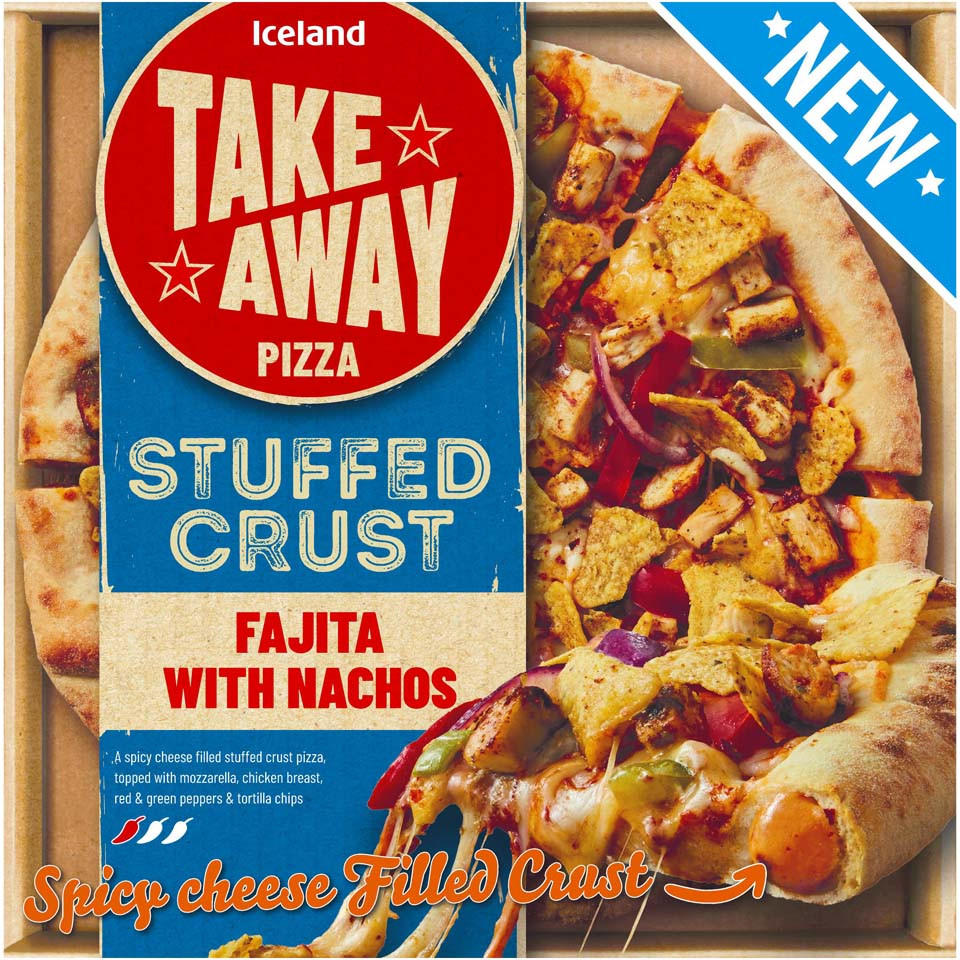 Iceland
TAKE
AWAY
PIZZA
NEW
STUFFED
CRUST
FAJITA
WITH NACHOS
A spicy cheese filled stuffed crust pizza,
topped with mozzarella, chicken breast,
red & green peppers & tortilla chips
Spicy cheese Filled Crust